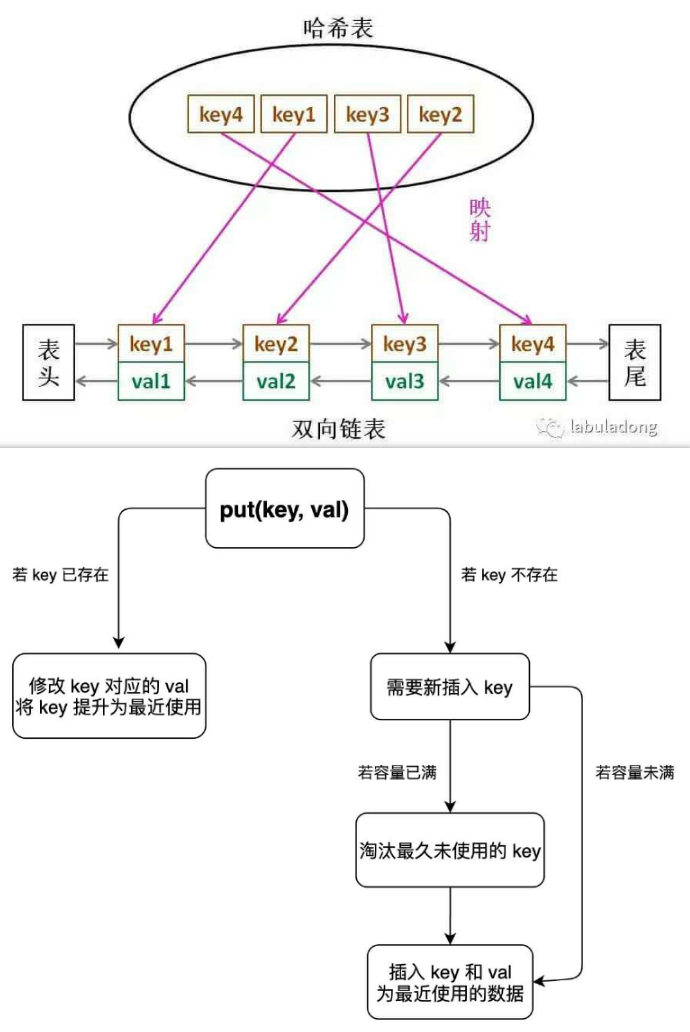 哈希表
key4 key1 key3 key2
映
射
表
头
key1 key2 key3 key4
val1 val2 val3 val4
表
尾
双向链表
labuladong
put(key, val)
若 key 已存在
若 key 不存在
修改 key 对应的 val
将 key 提升为最近使用
需要新插入 key
若容量已满
若容量未满
淘汰最久未使用的 key
插入 key 和 val
为最近使用的数据